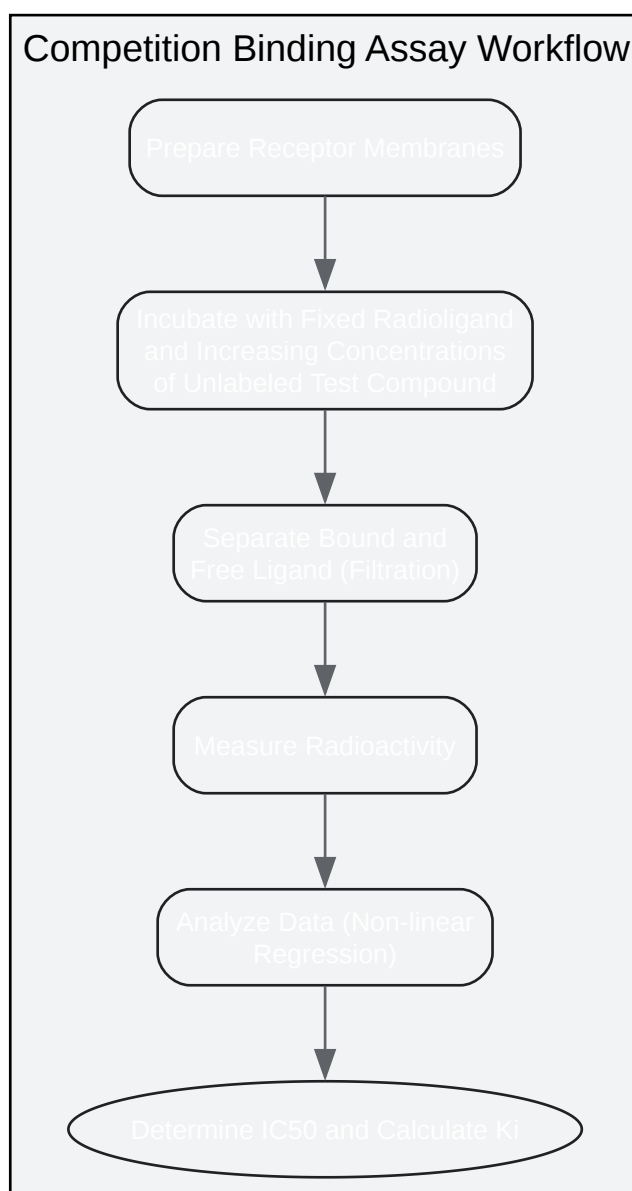 Competition Binding Assay Workflow
Prepare Receptor Membranes
Incubate with Fixed Radioligand
and Increasing Concentrations
of Unlabeled Test Compound
Separate Bound and
Free Ligand (Filtration)
Measure Radioactivity
Analyze Data (Non-linear
Regression)
Determine IC50 and Calculate Ki